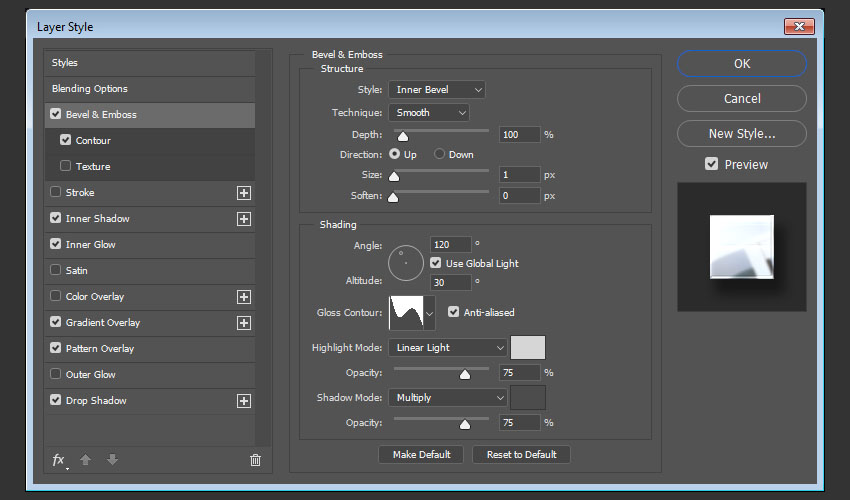 Layer Style
Styles
Blending Options
Bevel & Emboss
Contour
Texture
Stroke
Inner Shadow
Inner Glow
Satin
Color Overlay
Gradient Overlay
Pattern Overlay
Outer Glow
Drop Shadow
fx
Bevel & Emboss
Structure
Style: Inner Bevel
Technique: Smooth
Depth: 100 %
Direction: Up Down
Size: 1 px
Soften: 0 px
Shading
Angle: 120 °
Use Global Light
Altitude: 30 °
Gloss Contour: Anti-aliased
Highlight Mode: Linear Light
Opacity: 75 %
Shadow Mode: Multiply
Opacity: 75 %
Make Default Reset to Default
OK
Cancel
New Style...
Preview